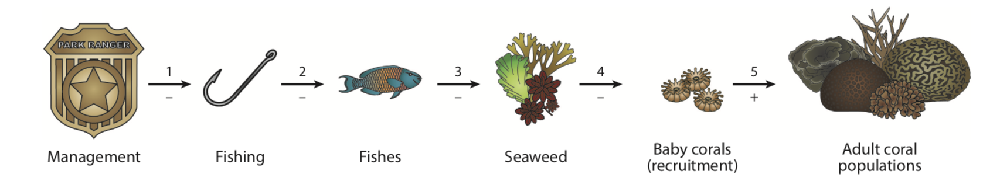 PARK RANGER
1
–
2
–
3
–
4
–
5
+
Management
Fishing
Fishes
Seaweed
Baby corals
(recruitment)
Adult coral
populations